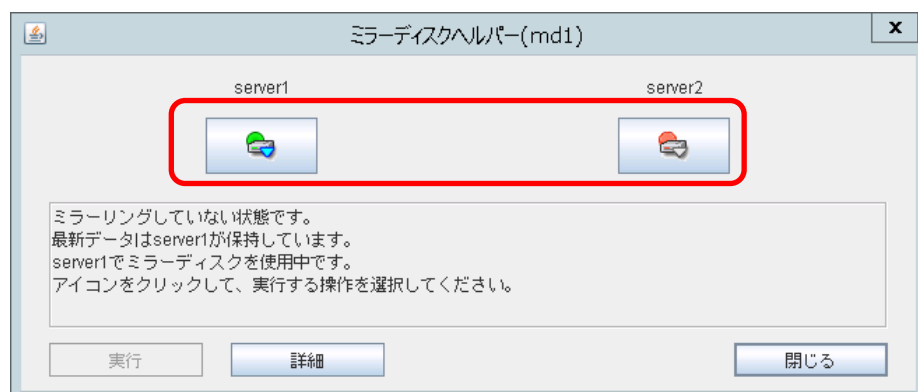 ミラーディスクヘルパー(md1)
x
server1
server2
ミラーリングしていない状態です。
最新データはserver1が保持しています。
server1でミラーディスクを使用中です。
アイコンをクリックして、実行する操作を選択してください。
実行
詳細
閉じる